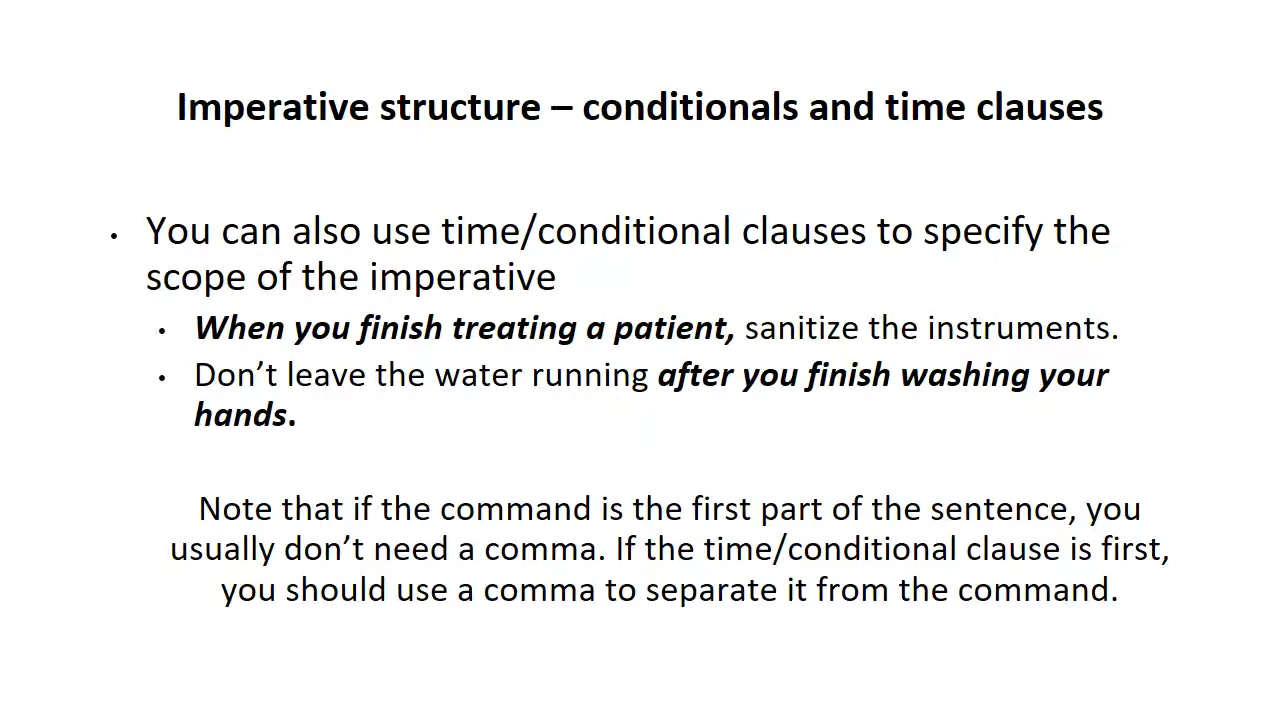 Imperative structure – conditionals and time clauses
• You can also use time/conditional clauses to specify the
scope of the imperative
• When you finish treating a patient, sanitize the instruments.
• Don’t leave the water running after you finish washing your
hands.
Note that if the command is the first part of the sentence, you
usually don’t need a comma. If the time/conditional clause is first,
you should use a comma to separate it from the command.